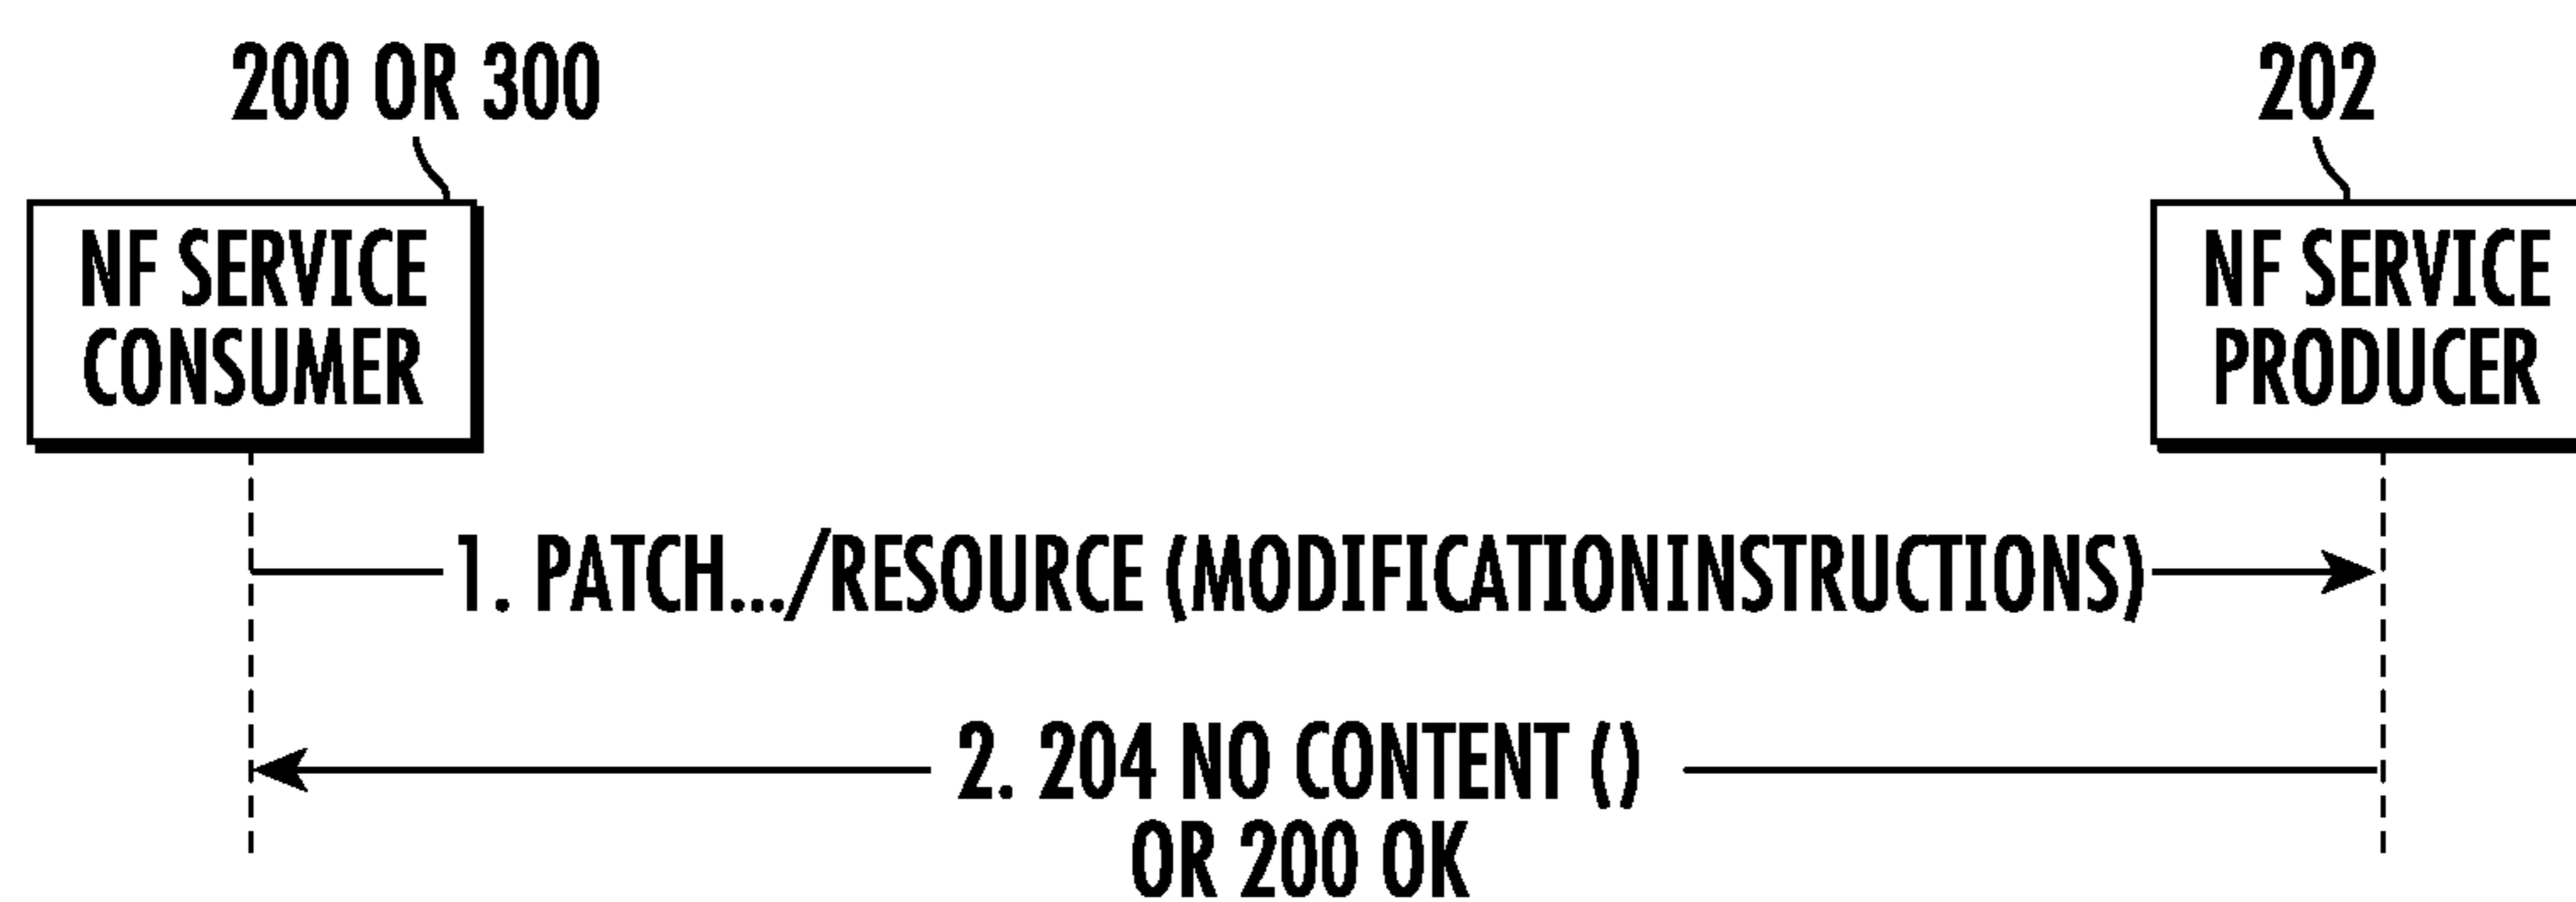 200 OR 300
202
NF SERVICE
CONSUMER
NF SERVICE
PRODUCER
1. PATCH.../RESOURCE (MODIFICATIONINSTRUCTIONS)
2. 204 NO CONTENT ()
OR 200 OK